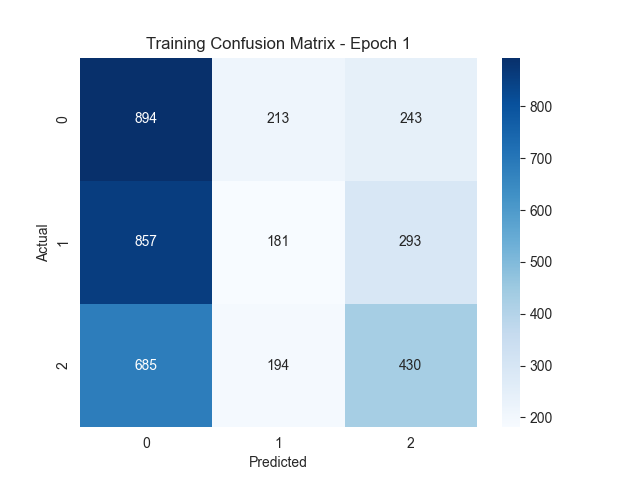 Training Confusion Matrix - Epoch 1
Actual
0 894 213 243
1 857 181 293
2 685 194 430
0 1 2
Predicted
800
700
600
500
400
300
200